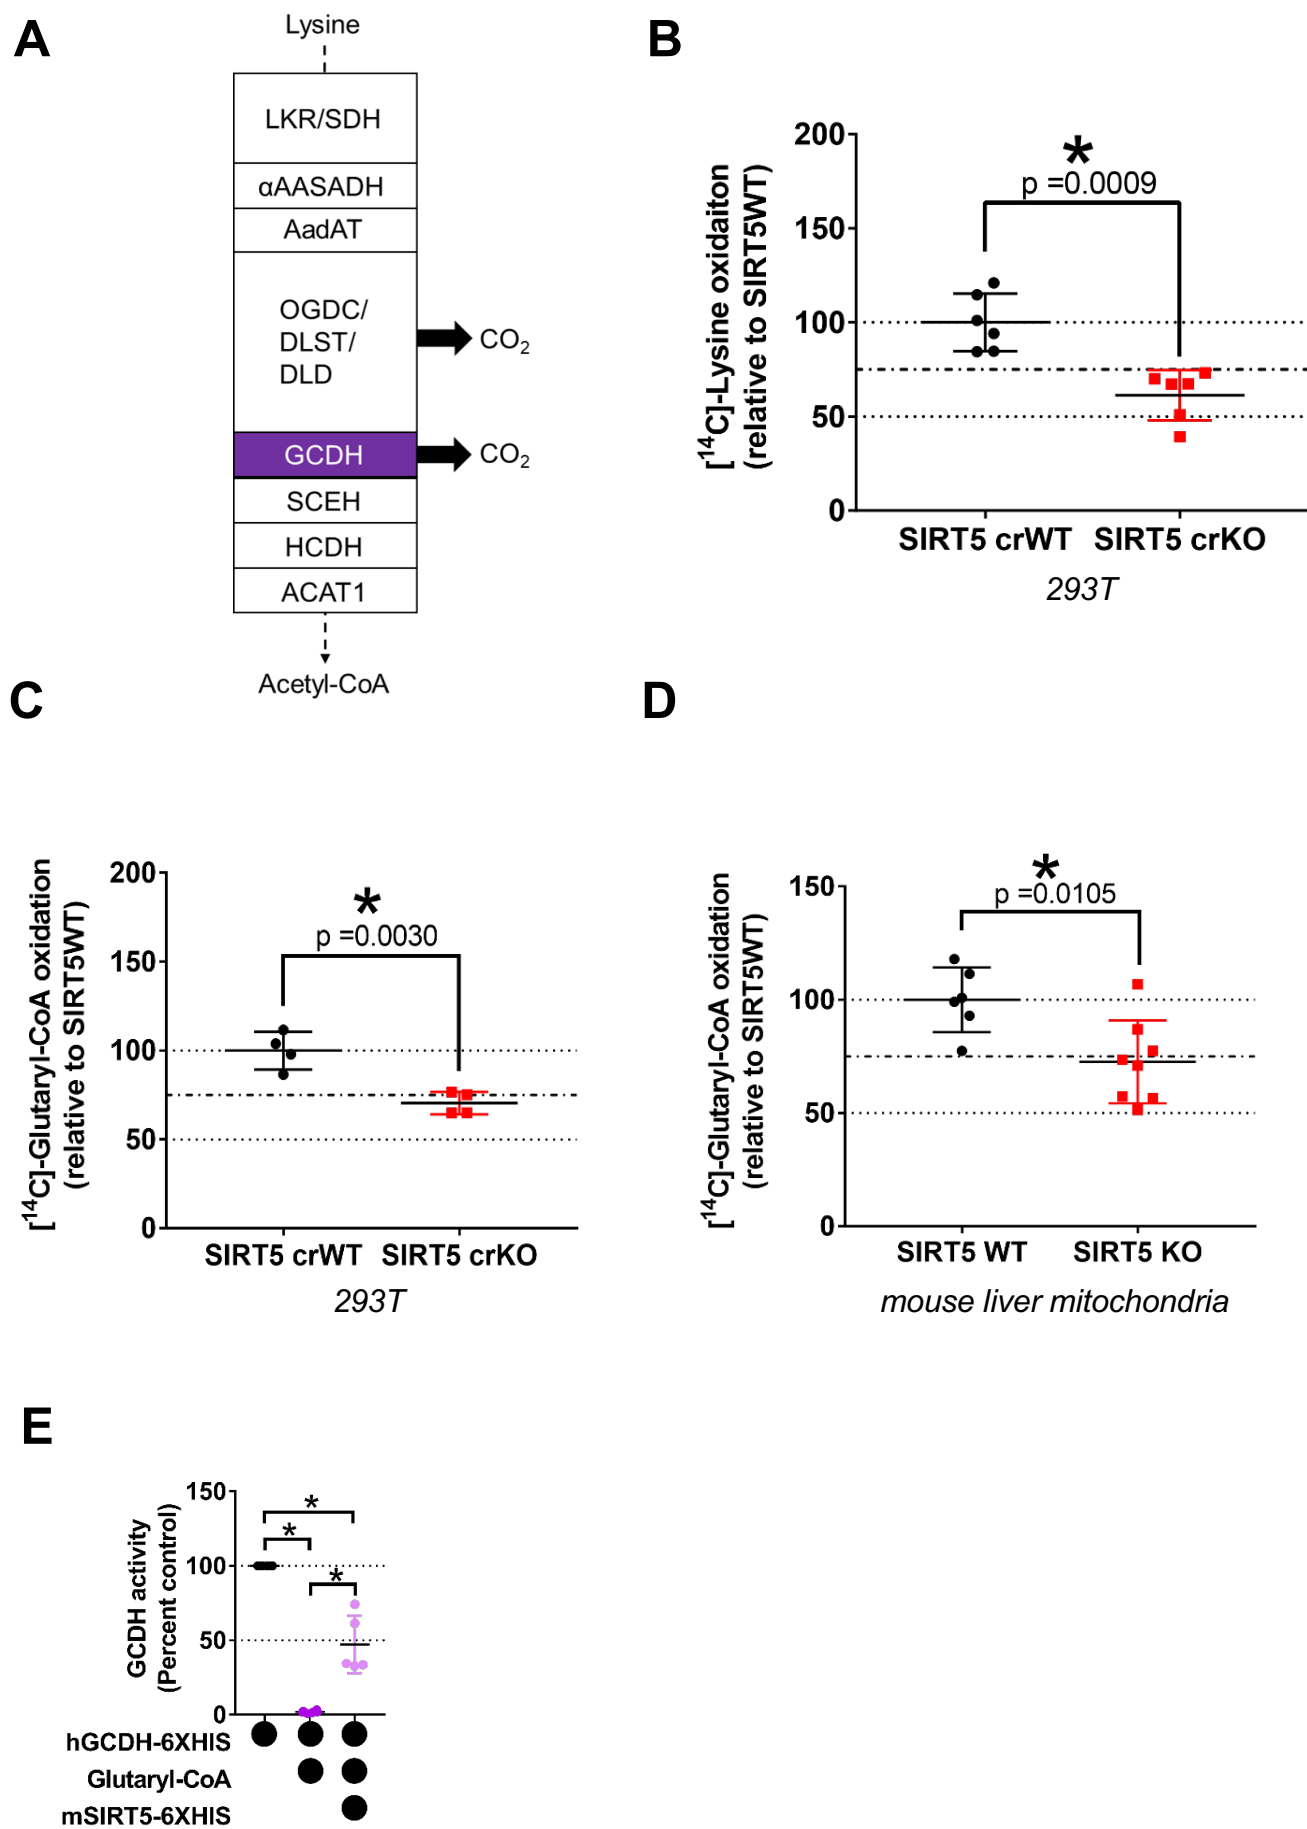 A
Lysine
LKR/SDH
αAASADH
AadAT
OGDC/
DLST/
DLD
CO2
GCDH
CO2
SCEH
HCDH
ACAT1
Acetyl-CoA
B
[14C]-Lysine oxidaiton
(relative to SIRT5WT)
200
150
100
50
0
*
p =0.0009
SIRT5 crWT
SIRT5 crKO
293T
C
[14C]-Glutaryl-CoA oxidation
(relative to SIRT5WT)
200
150
100
50
0
*
p =0.0030
SIRT5 crWT
SIRT5 crKO
293T
D
[14C]-Glutaryl-CoA oxidation
(relative to SIRT5WT)
150
100
50
0
*
p =0.0105
SIRT5 WT
SIRT5 KO
mouse liver mitochondria
E
GCDH activity
(Percent control)
150
100
50
0
*
*
*
hGCDH-6XHIS
Glutaryl-CoA
mSIRT5-6XHIS